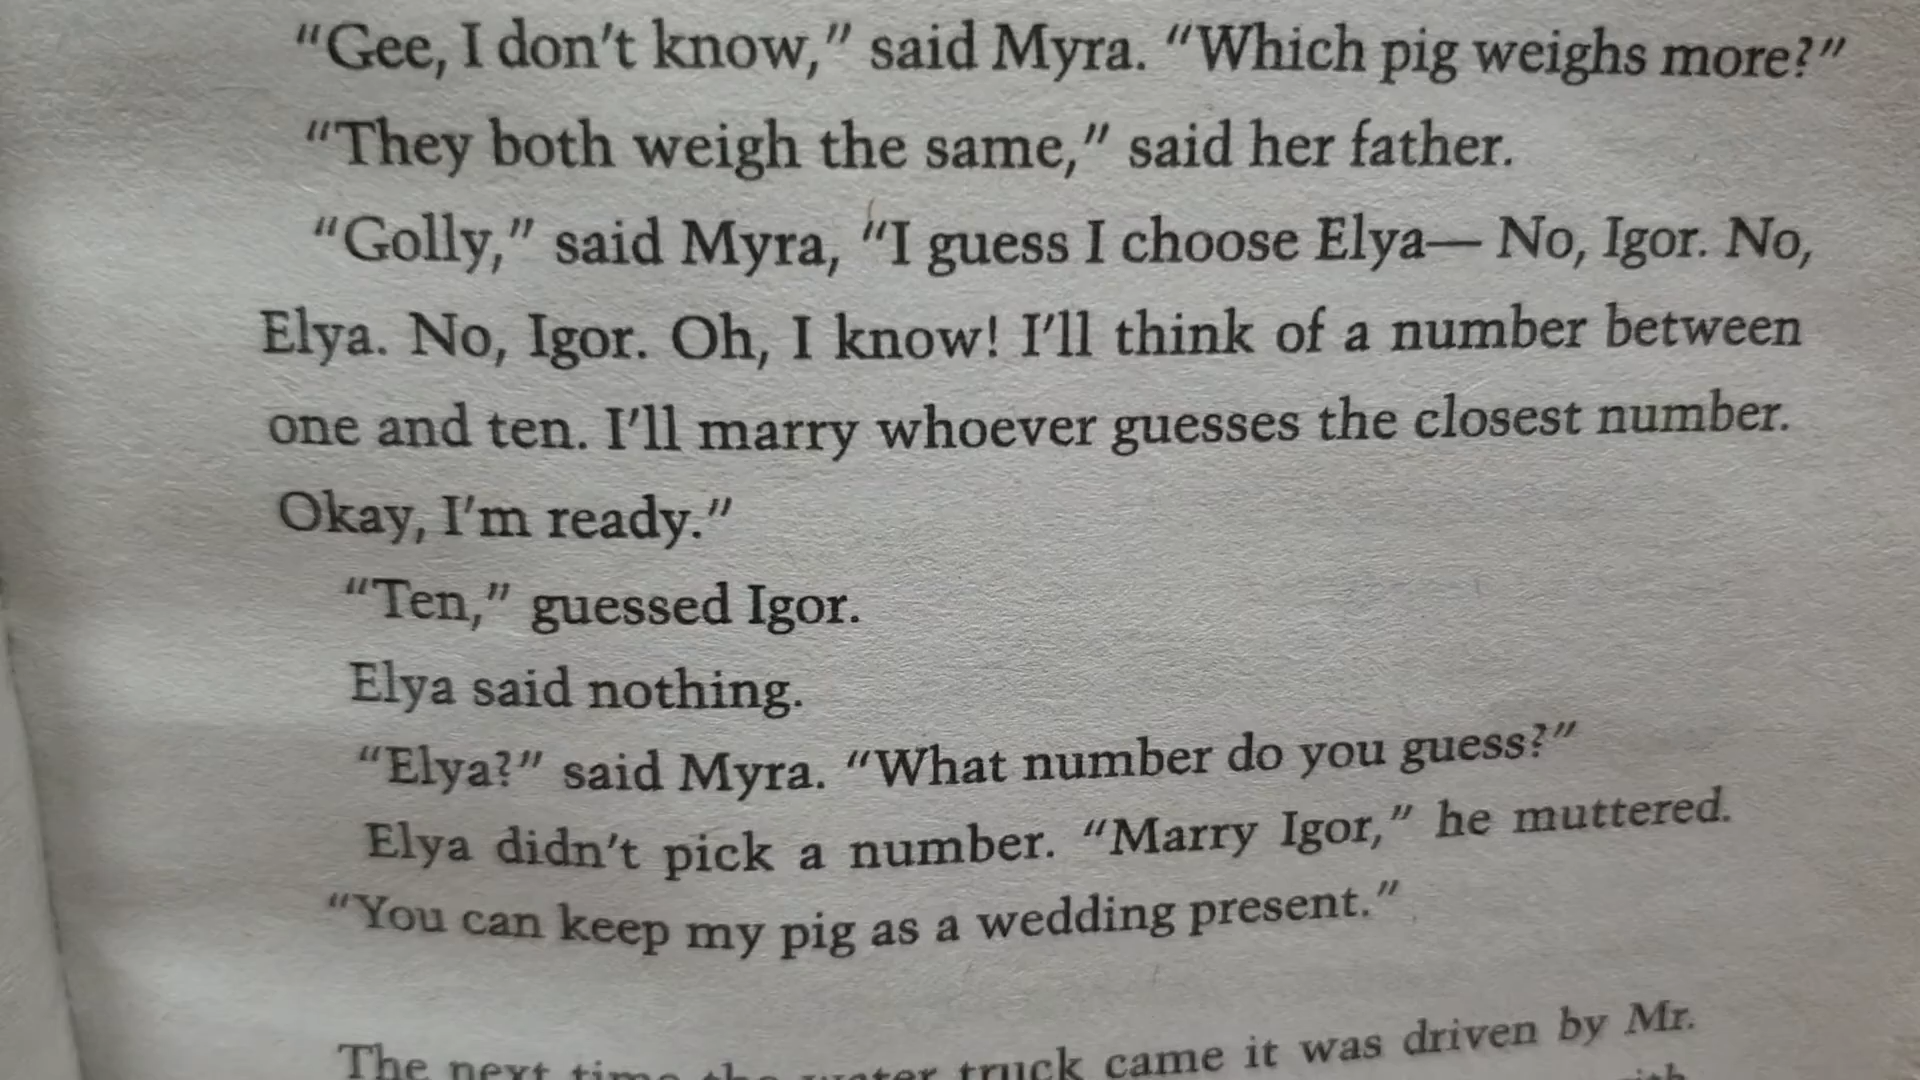 “Gee, I don’t know,” said Myra. “Which pig weighs more?”
“They both weigh the same,” said her father.
“Golly,” said Myra, “I guess I choose Elya— No, Igor. No,
Elya. No, Igor. Oh, I know! I’ll think of a number between
one and ten. I’ll marry whoever guesses the closest number.
Okay, I’m ready.”
“Ten,” guessed Igor.
Elya said nothing.
“Elya?” said Myra. “What number do you guess?”
Elya didn’t pick a number. “Marry Igor,” he muttered.
“You can keep my pig as a wedding present.”
The next time the water truck came it was driven by Mr.